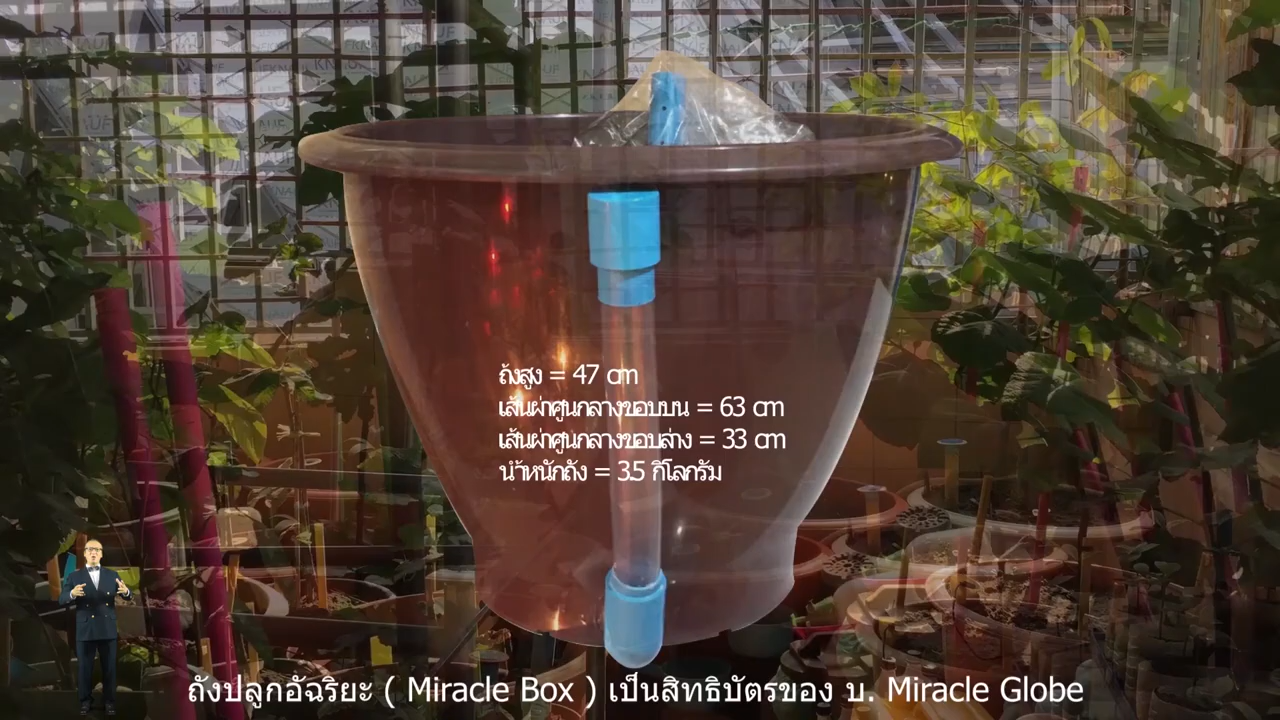 KNAUF
ถังสูง = 47 cm
เส้นผ่าศูนกลางขอบบน = 63 cm
เส้นผ่าศูนกลางขอบล่าง = 33 cm
น้ำหนักถัง = 3.5 กิโลกรัม
ถังปลูกอัฉริยะ ( Miracle Box ) เป็นสิทธิบัตรของ บ. Miracle Globe